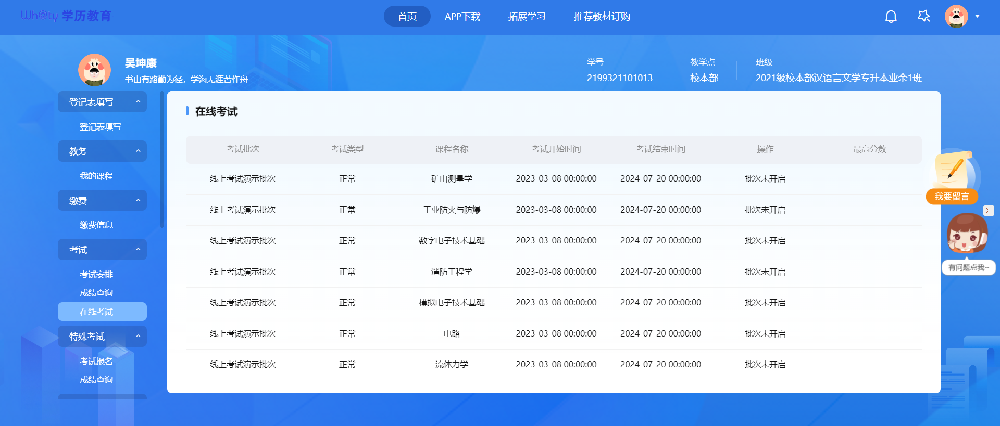 Wh@ty 学历教育
首页 APP下载 拓展学习 推荐教材订购
吴坤康
书山有路勤为径，学海无涯苦作舟
学号 教学点 班级
2199321101013 校本部 2021级校本部汉语言文学专升本业余1班
登记表填写
登记表填写
教务
我的课程
缴费
缴费信息
考试
考试安排
成绩查询
在线考试
特殊考试
考试报名
成绩查询
在线考试
考试批次 考试类型 课程名称 考试开始时间 考试结束时间 操作 最高分数
线上考试演示批次 正常 矿山测量学 2023-03-08 00:00:00 2024-07-20 00:00:00 批次未开启
线上考试演示批次 正常 工业防火与防爆 2023-03-08 00:00:00 2024-07-20 00:00:00 批次未开启
线上考试演示批次 正常 数字电子技术基础 2023-03-08 00:00:00 2024-07-20 00:00:00 批次未开启
线上考试演示批次 正常 消防工程学 2023-03-08 00:00:00 2024-07-20 00:00:00 批次未开启
线上考试演示批次 正常 模拟电子技术基础 2023-03-08 00:00:00 2024-07-20 00:00:00 批次未开启
线上考试演示批次 正常 电路 2023-03-08 00:00:00 2024-07-20 00:00:00 批次未开启
线上考试演示批次 正常 流体力学 2023-03-08 00:00:00 2024-07-20 00:00:00 批次未开启
我要留言
有问题点我~